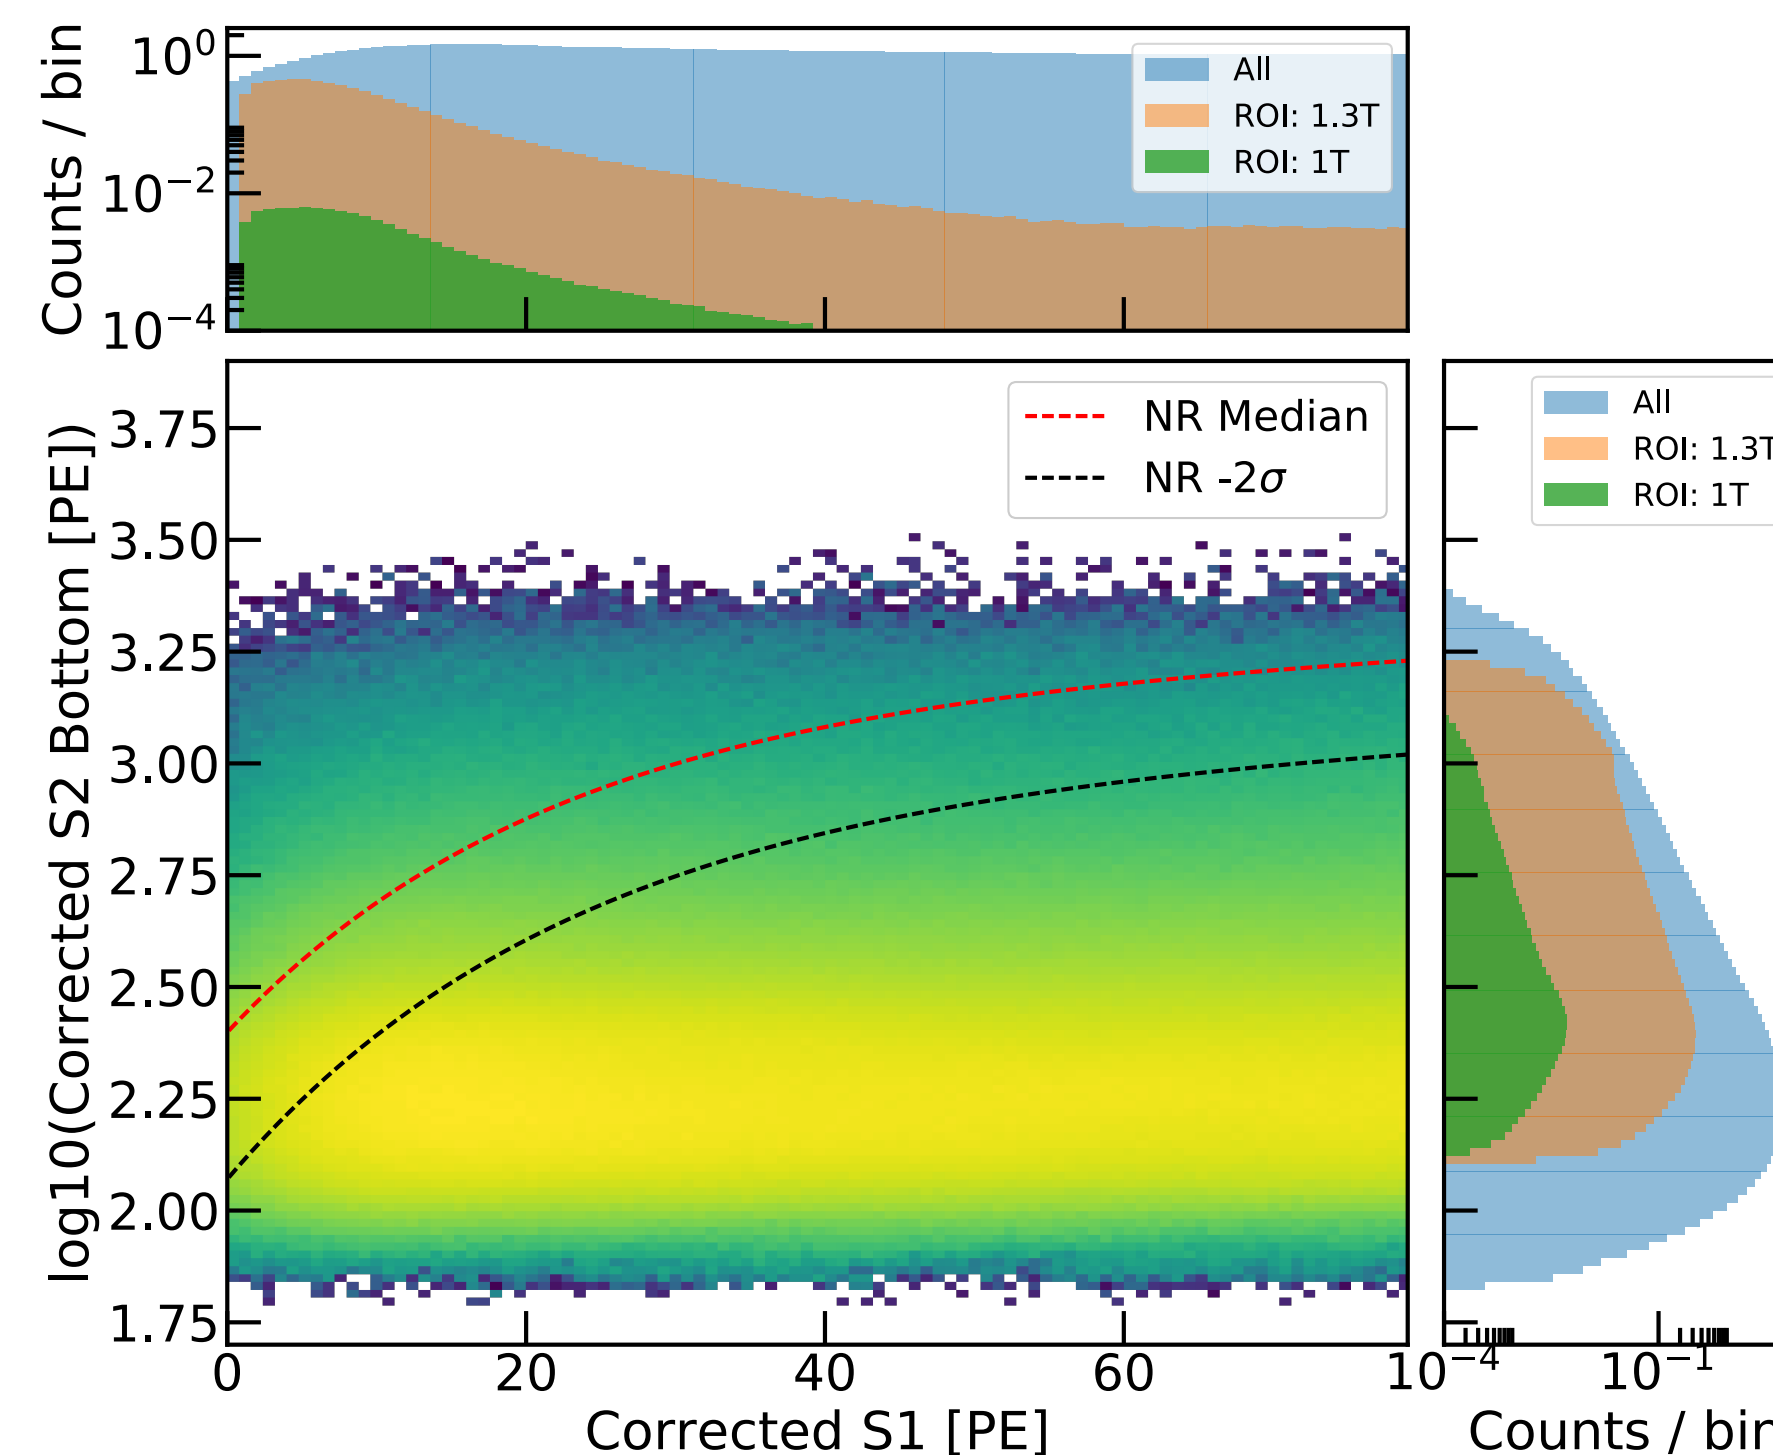 Counts / bin
10⁰
10⁻²
10⁻⁴
All
ROI: 1.3T
ROI: 1T
log10(Corrected S2 Bottom [PE])
3.75
3.50
3.25
3.00
2.75
2.50
2.25
2.00
1.75
NR Median
NR -2σ
All
ROI: 1.3T
ROI: 1T
0 20 40 60
10⁻⁴ 10⁻¹
Corrected S1 [PE]
Counts / bin